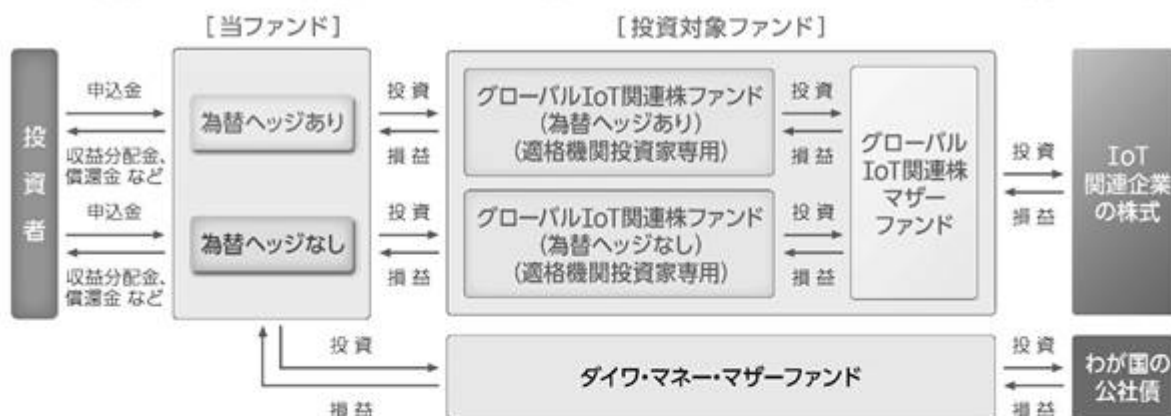 [当ファンド]
[投資対象ファンド]
投資者
申込金
収益分配金、
償還金 など
申込金
収益分配金、
償還金 など
為替ヘッジあり
為替ヘッジなし
投資
損益
投資
損益
グローバルIoT関連株ファンド
(為替ヘッジあり)
(適格機関投資家専用)
グローバルIoT関連株ファンド
(為替ヘッジなし)
(適格機関投資家専用)
投資
損益
投資
損益
グローバル
IoT関連株
マザー
ファンド
投資
損益
IoT
関連企業
の株式
投資
損益
ダイワ・マネー・マザーファンド
投資
損益
わが国の
公社債